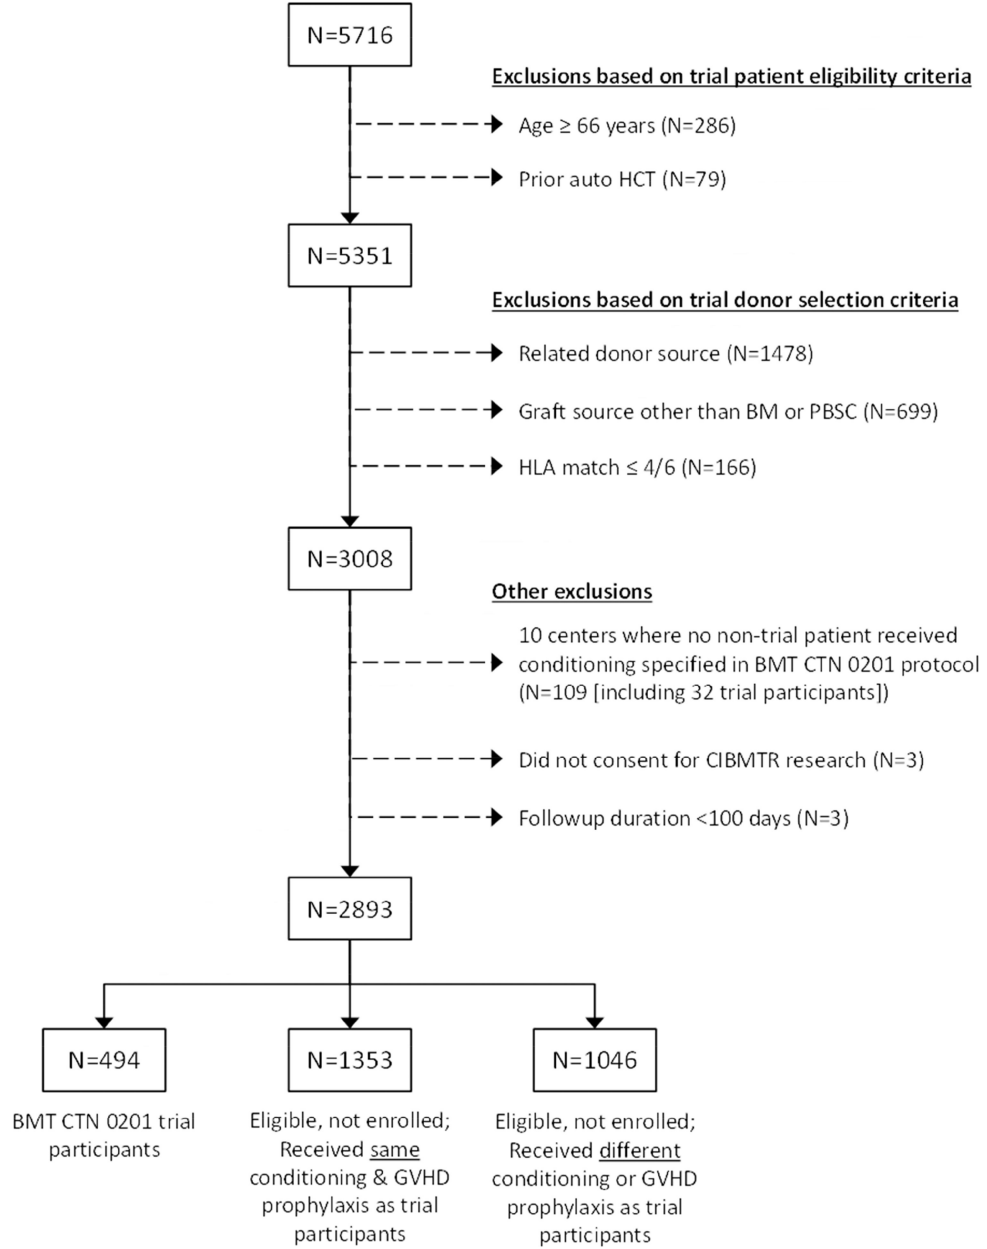 N=5716
Exclusions based on trial patient eligibility criteria
Age ≥ 66 years (N=286)
Prior auto HCT (N=79)
N=5351
Exclusions based on trial donor selection criteria
Related donor source (N=1478)
Graft source other than BM or PBSC (N=699)
HLA match ≤ 4/6 (N=166)
N=3008
Other exclusions
10 centers where no non-trial patient received
conditioning specified in BMT CTN 0201 protocol
(N=109 [including 32 trial participants])
Did not consent for CIBMTR research (N=3)
Followup duration <100 days (N=3)
N=2893
N=494
BMT CTN 0201 trial
participants
N=1353
Eligible, not enrolled;
Received same
conditioning & GVHD
prophylaxis as trial
participants
N=1046
Eligible, not enrolled;
Received different
conditioning or GVHD
prophylaxis as trial
participants